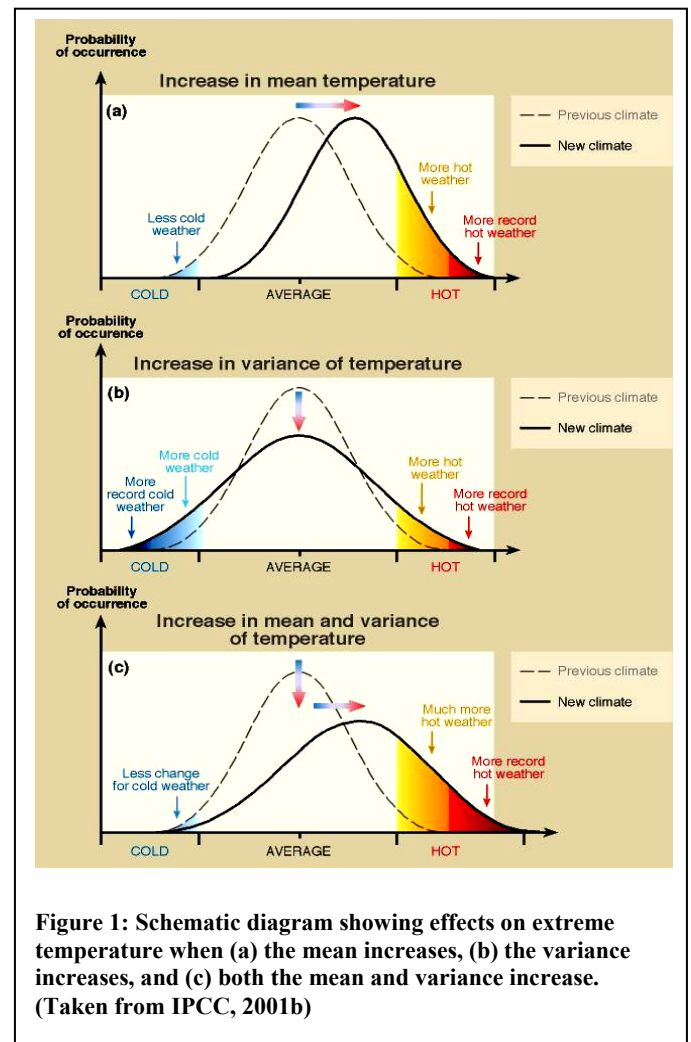 Probability
of occurrence
Increase in mean temperature
(a)
Previous climate
New climate
More hot
weather
Less cold
weather
More record
hot weather
COLD
AVERAGE
HOT
Probability
of occurence
Increase in variance of temperature
(b)
Previous climate
New climate
More cold
weather
More
record cold
weather
More hot
weather
More record
hot weather
COLD
AVERAGE
HOT
Probability
of occurrence
Increase in mean and variance
of temperature
(c)
Previous climate
New climate
Much more
hot weather
Less change
for cold weather
More record
hot weather
COLD
AVERAGE
HOT
Figure 1: Schematic diagram showing effects on extreme
temperature when (a) the mean increases, (b) the variance
increases, and (c) both the mean and variance increase.
(Taken from IPCC, 2001b)